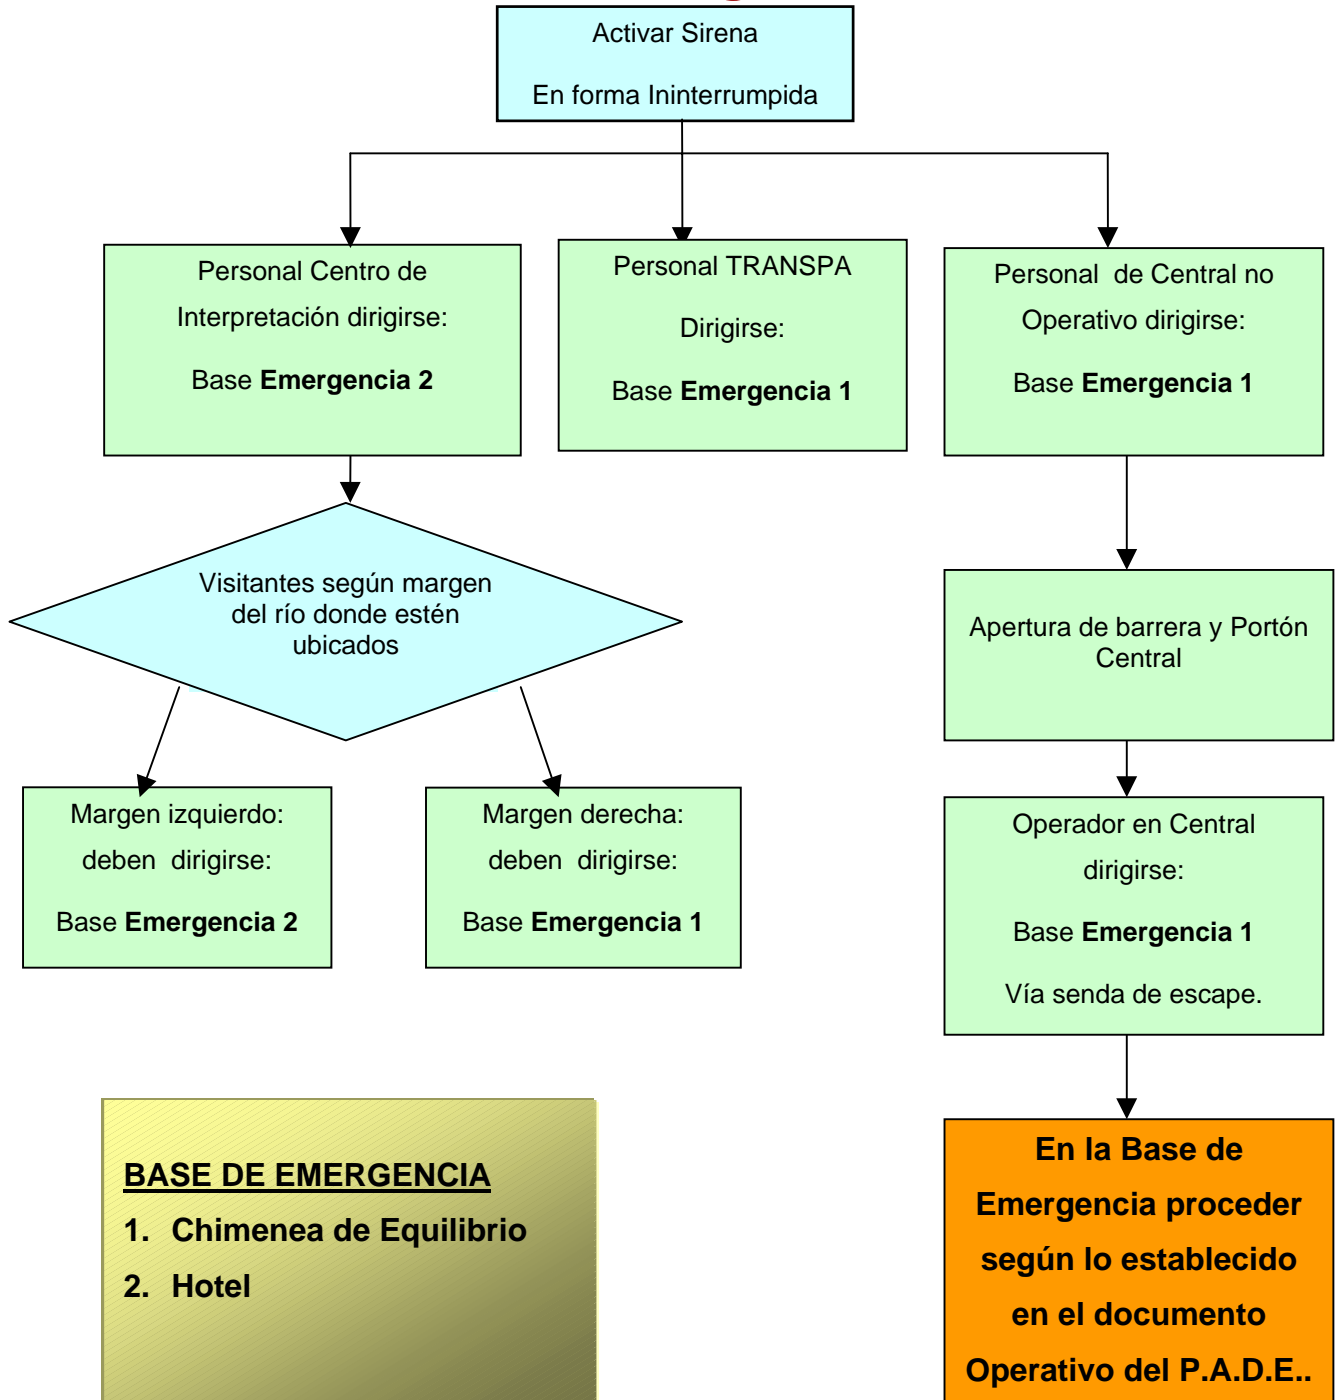 Activar Sirena
En forma Ininterrumpida
Personal Centro de
Interpretación dirigirse:
Base Emergencia 2
Personal TRANSPA
Dirigirse:
Base Emergencia 1
Personal de Central no
Operativo dirigirse:
Base Emergencia 1
Visitantes según margen
del río donde estén
ubicados
Apertura de barrera y Portón
Central
Margen izquierdo:
deben dirigirse:
Base Emergencia 2
Margen derecha:
deben dirigirse:
Base Emergencia 1
Operador en Central
dirigirse:
Base Emergencia 1
Vía senda de escape.
BASE DE EMERGENCIA
1. Chimenea de Equilibrio
2. Hotel
En la Base de
Emergencia proceder
según lo establecido
en el documento
Operativo del P.A.D.E..